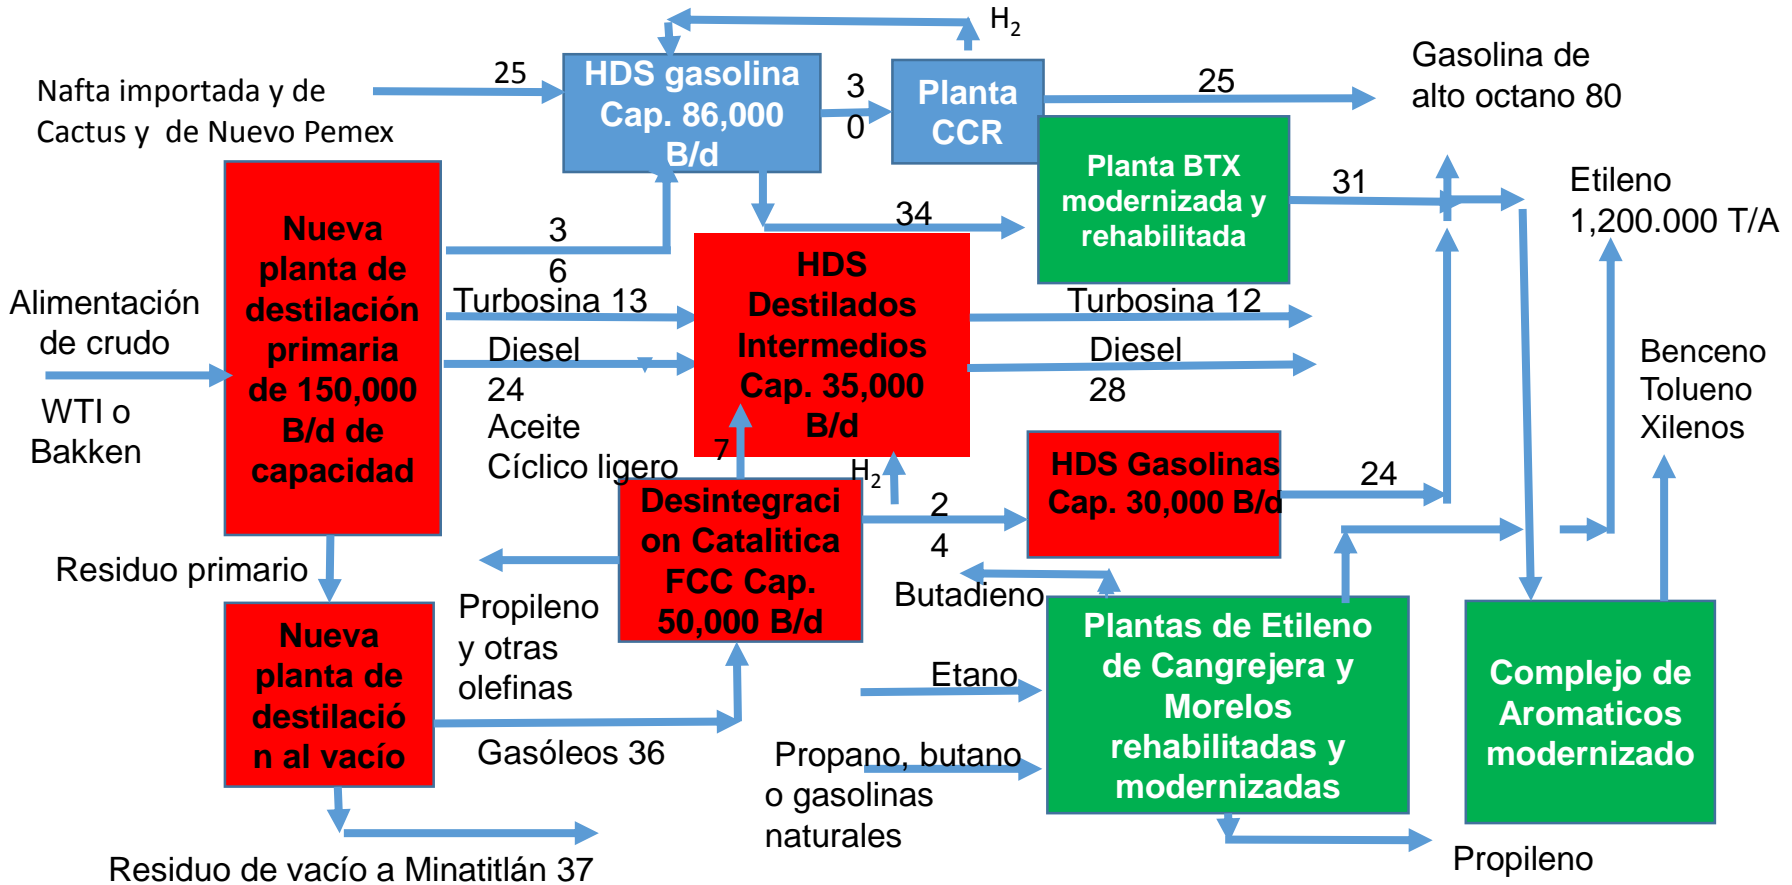 H2
25
HDS gasolina
Cap. 86,000
B/d
3
0
Planta
CCR
25
Gasolina de
alto octano 80
Nafta importada y de
Cactus y  de Nuevo Pemex
Planta BTX
modernizada y
rehabilitada
31
Etileno
1,200.000 T/A
Nueva
planta de
destilación
primaria
de 150,000
B/d de
capacidad
3
6
34
HDS
Destilados
Intermedios
Cap. 35,000
B/d
Alimentación
de crudo
WTI o
Bakken
Turbosina 13
Turbosina 12
Diesel
24
Diesel
28
Benceno
Tolueno
Xilenos
Aceite
Cíclico ligero
7
H2
HDS Gasolinas
Cap. 30,000 B/d
24
Desintegraci
on Catalitica
FCC Cap.
50,000 B/d
2
4
Residuo primario
Propileno
y otras
olefinas
Butadieno
Nueva
planta de
destilació
n al vacío
Plantas de Etileno
de Cangrejera y
Morelos
rehabilitadas y
modernizadas
Complejo de
Aromaticos
modernizado
Etano
Gasóleos 36
Propano, butano
o gasolinas
naturales
Residuo de vacío a Minatitlán 37
Propileno